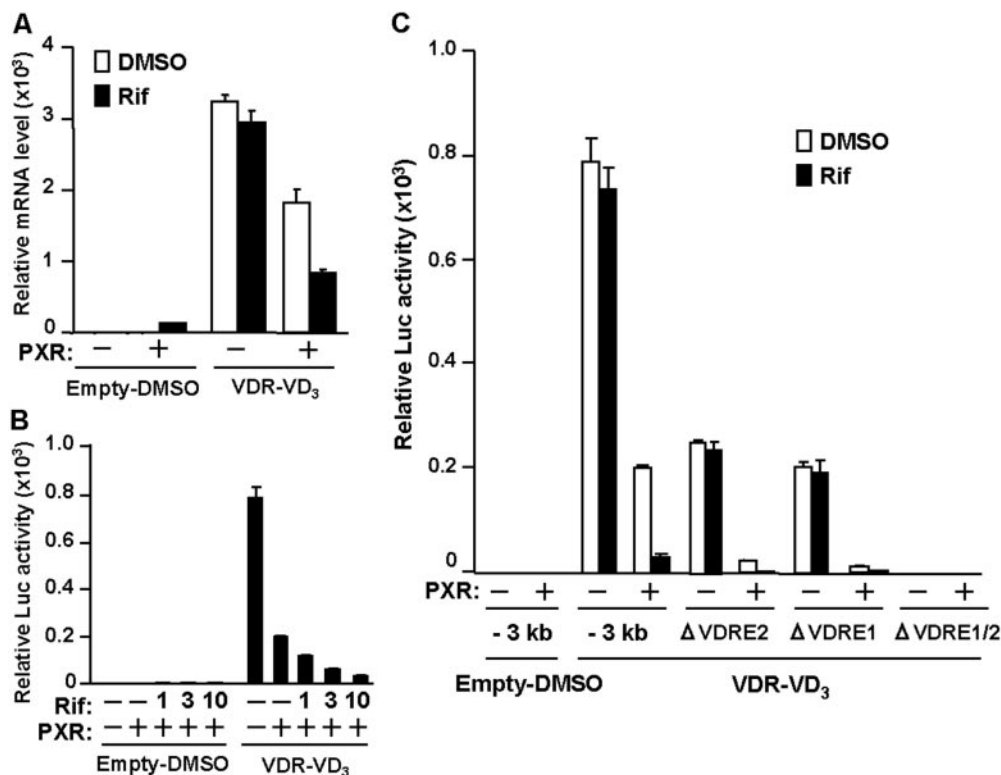 A
Relative mRNA level (x10³)
4
3
2
1
0
DMSO
Rif
PXR: − + − +
Empty-DMSO VDR-VD₃
B
Relative Luc activity (x10³)
1.0
0.8
0.6
0.4
0.2
0
Rif: − − 1 3 10 − − 1 3 10
PXR: − + + + + − + + + +
Empty-DMSO VDR-VD₃
C
Relative Luc activity (x10³)
1.0
0.8
0.6
0.4
0.2
0
DMSO
Rif
PXR: − + − + − + − + − +
- 3 kb - 3 kb Δ VDRE2 Δ VDRE1 Δ VDRE1/2
Empty-DMSO VDR-VD₃